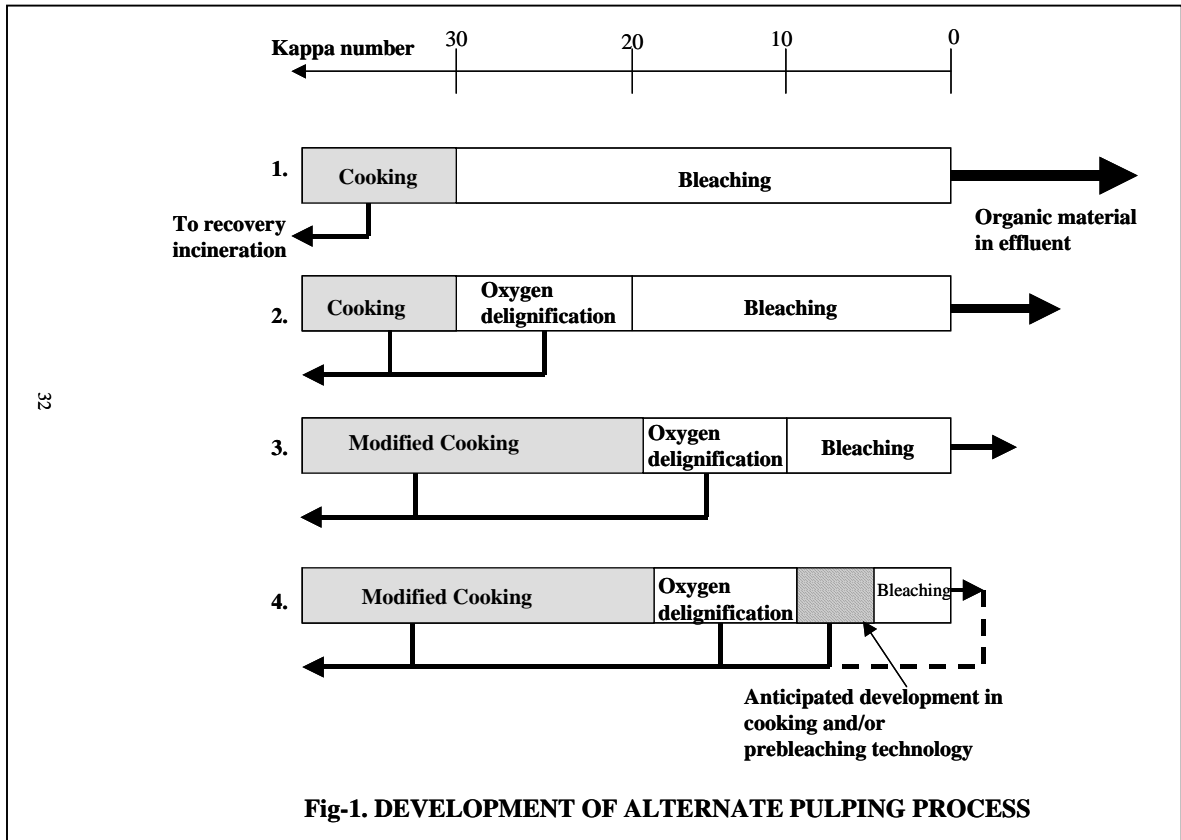 Kappa number
30
20
10
0
1.
Cooking
Bleaching
To recovery
incineration
Organic material
in effluent
2.
Cooking
Oxygen
delignification
Bleaching
3.
Modified Cooking
Oxygen
delignification
Bleaching
4.
Modified Cooking
Oxygen
delignification
Bleaching
Anticipated development in
cooking and/or
prebleaching technology
32
Fig-1. DEVELOPMENT OF ALTERNATE PULPING PROCESS